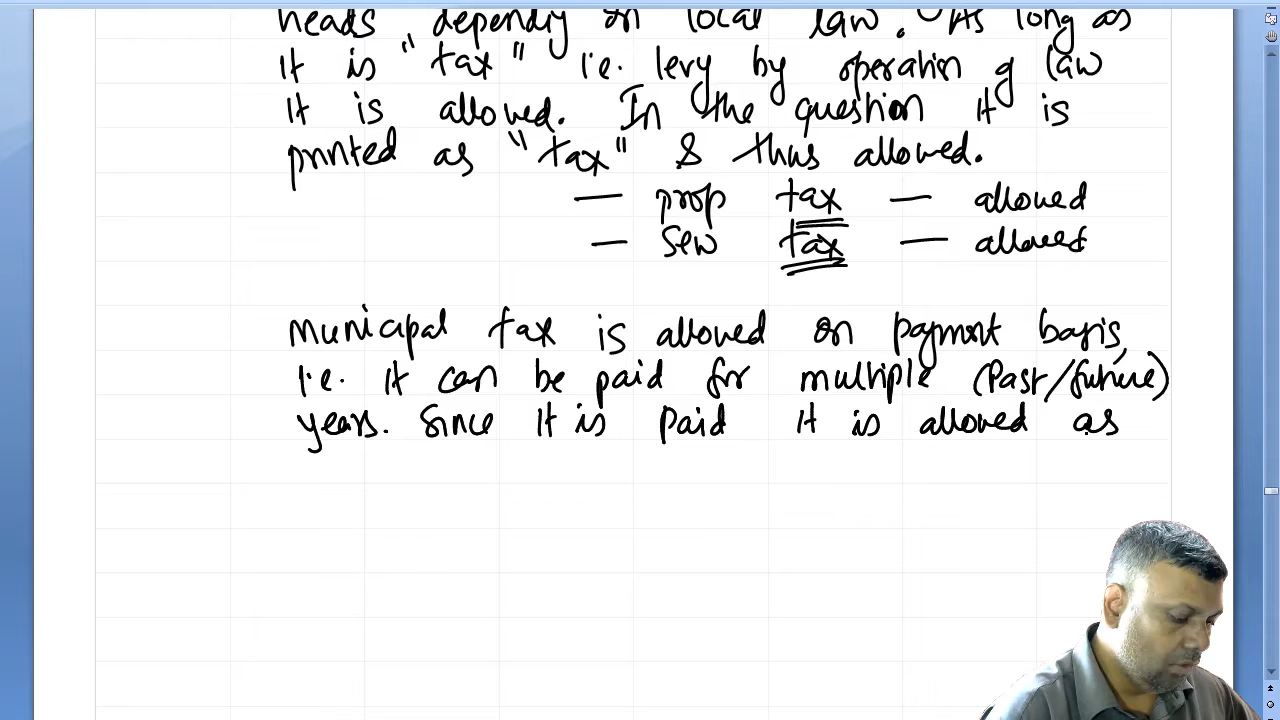 heads depending on local law. As long as
It is "tax" i.e. levy by operation of law
it is allowed. In the question it is
printed as "tax" & thus allowed.
— prop tax — allowed
— Sew tax — allowed
municipal tax is allowed on payment basis,
i.e. it can be paid for multiple (Past/future)
years. Since it is paid it is allowed as